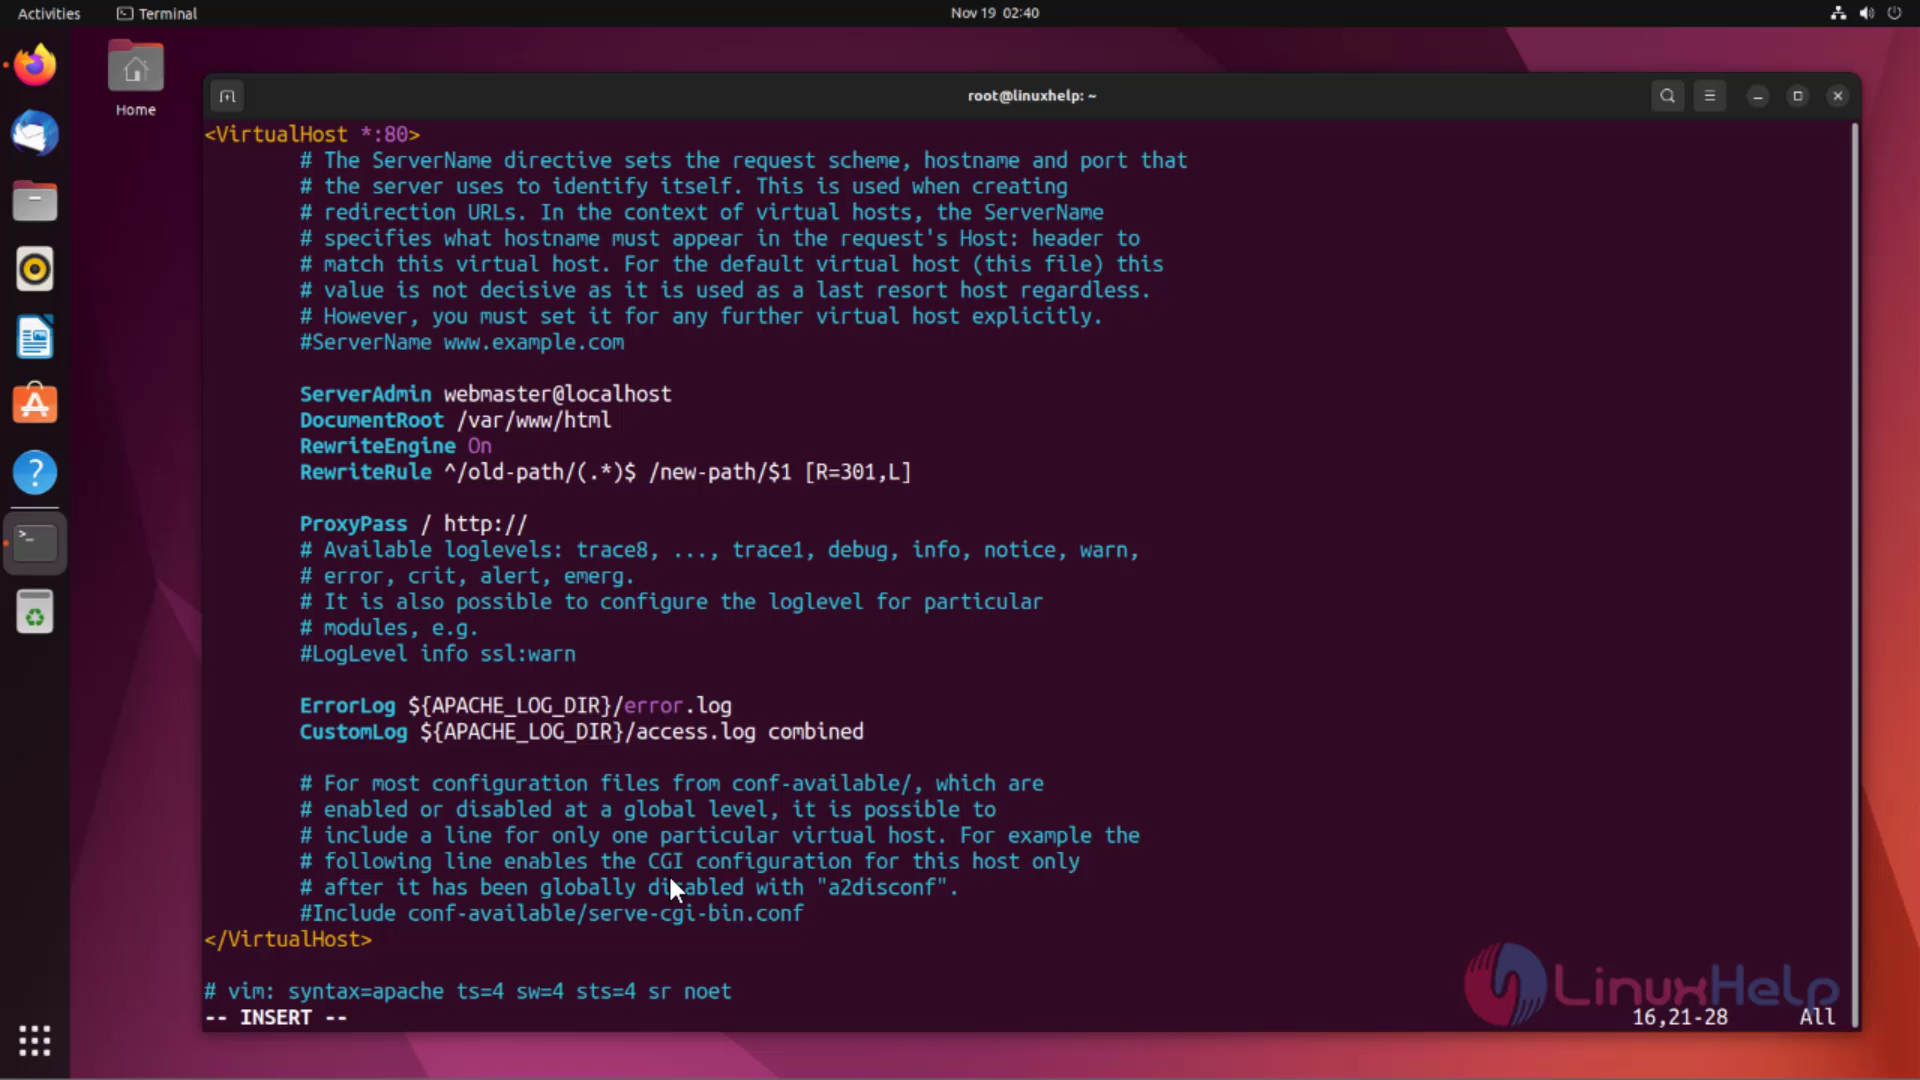 Activities
Terminal
Nov 19 02:40
Home
root@linuxhelp: ~
<VirtualHost *:80>
# The ServerName directive sets the request scheme, hostname and port that
# the server uses to identify itself. This is used when creating
# redirection URLs. In the context of virtual hosts, the ServerName
# specifies what hostname must appear in the request's Host: header to
# match this virtual host. For the default virtual host (this file) this
# value is not decisive as it is used as a last resort host regardless.
# However, you must set it for any further virtual host explicitly.
#ServerName www.example.com
ServerAdmin webmaster@localhost
DocumentRoot /var/www/html
RewriteEngine On
RewriteRule ^/old-path/(.*)$ /new-path/$1 [R=301,L]
ProxyPass / http://
# Available loglevels: trace8, ..., trace1, debug, info, notice, warn,
# error, crit, alert, emerg.
# It is also possible to configure the loglevel for particular
# modules, e.g.
#LogLevel info ssl:warn
ErrorLog ${APACHE_LOG_DIR}/error.log
CustomLog ${APACHE_LOG_DIR}/access.log combined
# For most configuration files from conf-available/, which are
# enabled or disabled at a global level, it is possible to
# include a line for only one particular virtual host. For example the
# following line enables the CGI configuration for this host only
# after it has been globally disabled with "a2disconf".
#Include conf-available/serve-cgi-bin.conf
</VirtualHost>
# vim: syntax=apache ts=4 sw=4 sts=4 sr noet
LinuxHelp
-- INSERT --
16,21-28
All